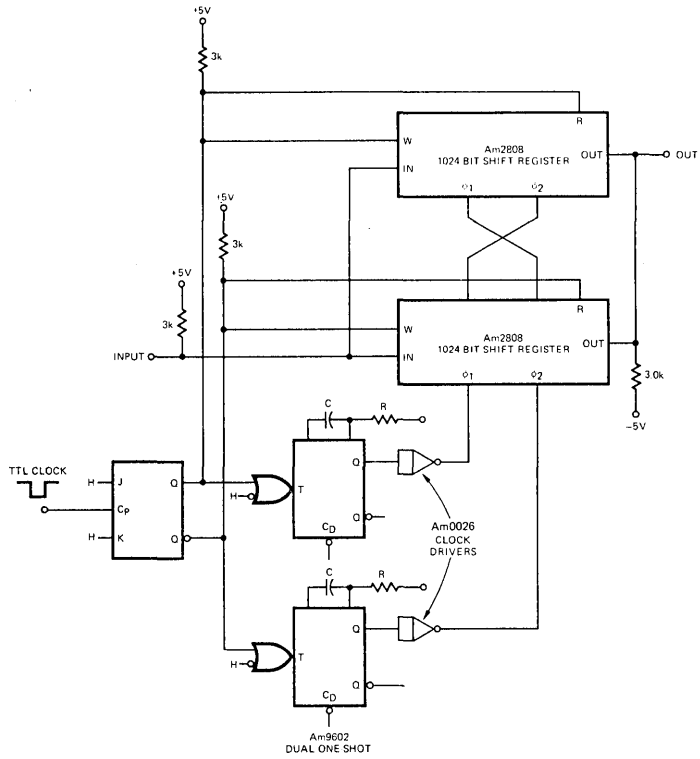 +5V
3k
R
Am2808
1024 BIT SHIFT REGISTER
W
IN
OUT
OUT
ϕ1
ϕ2
+5V
3k
+5V
3k
R
Am2808
1024 BIT SHIFT REGISTER
W
IN
OUT
ϕ1
ϕ2
INPUT
3.0k
-5V
C
R
TTL CLOCK
H
J
Q
CP
H
K
Q
H
T
Q
Q
CD
Am0026
CLOCK
DRIVERS
C
R
H
T
Q
Q
CD
Am9602
DUAL ONE SHOT